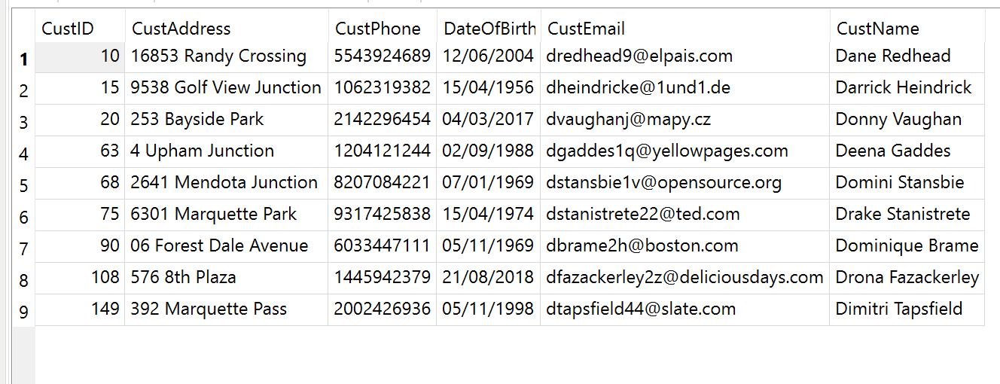 CustID CustAddress CustPhone DateOfBirth CustEmail CustName
1 10 16853 Randy Crossing 5543924689 12/06/2004 dredhead9@elpais.com Dane Redhead
2 15 9538 Golf View Junction 1062319382 15/04/1956 dheindricke@1und1.de Darrick Heindrick
3 20 253 Bayside Park 2142296454 04/03/2017 dvaughanj@mapy.cz Donny Vaughan
4 63 4 Upham Junction 1204121244 02/09/1988 dgaddes1q@yellowpages.com Deena Gaddes
5 68 2641 Mendota Junction 8207084221 07/01/1969 dstansbie1v@opensource.org Domini Stansbie
6 75 6301 Marquette Park 9317425838 15/04/1974 dstanistrete22@ted.com Drake Stanistrete
7 90 06 Forest Dale Avenue 6033447111 05/11/1969 dbrame2h@boston.com Dominique Brame
8 108 576 8th Plaza 1445942379 21/08/2018 dfazackerley2z@deliciousdays.com Drona Fazackerley
9 149 392 Marquette Pass 2002426936 05/11/1998 dtapsfield44@slate.com Dimitri Tapsfield